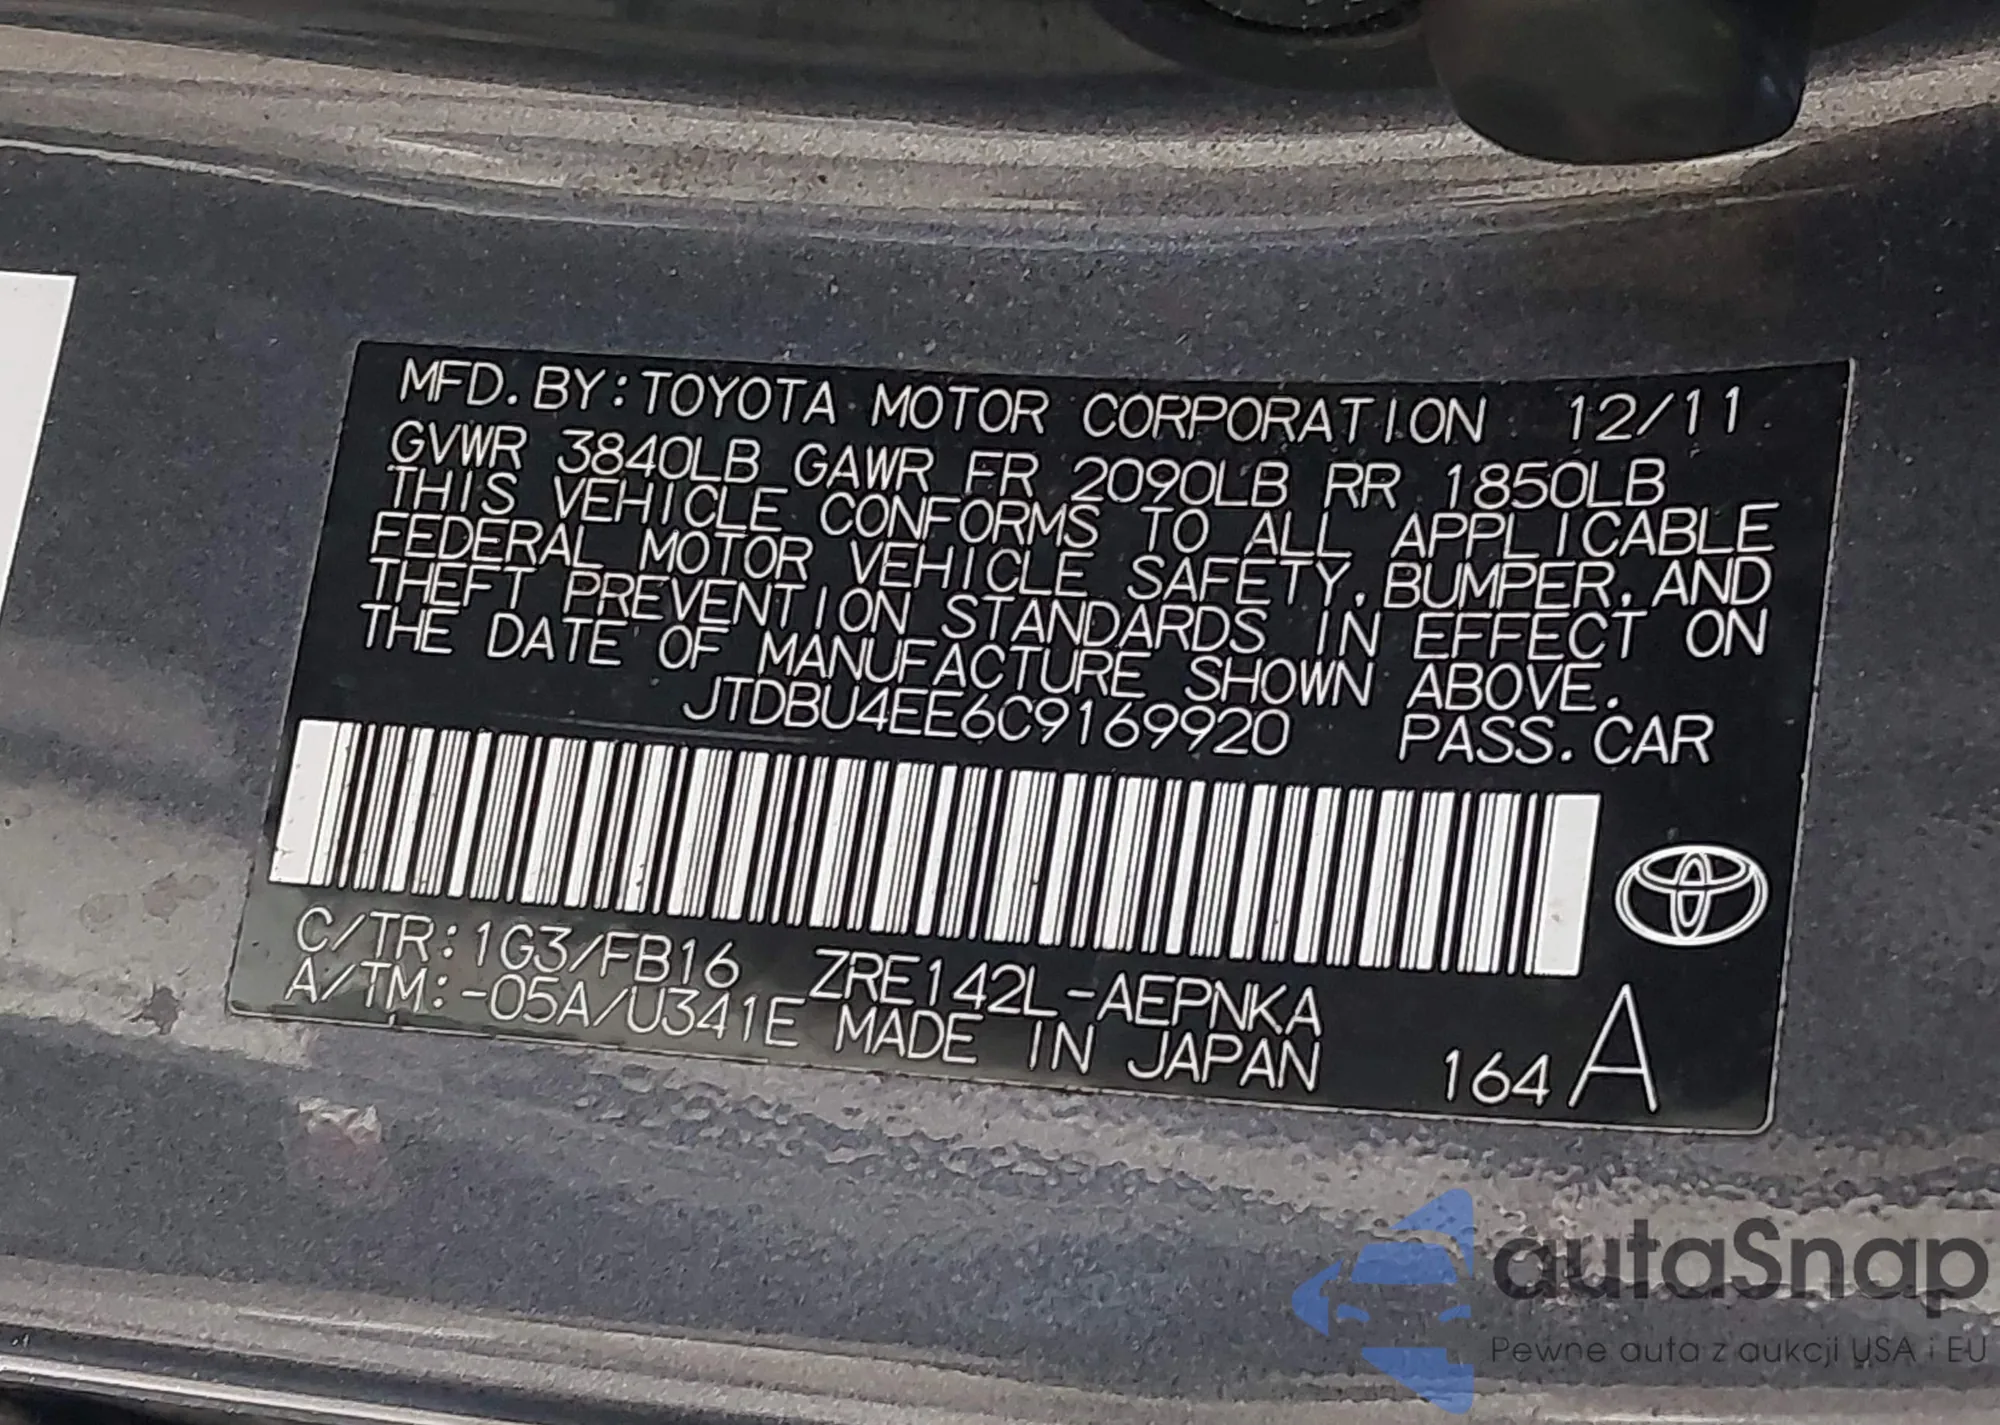 MFD. BY: TOYOTA MOTOR CORPORATION 12/11
GVWR 3840LB GAWR FR 2090LB RR 1850LB
THIS VEHICLE CONFORMS TO ALL APPLICABLE
FEDERAL MOTOR VEHICLE SAFETY, BUMPER, AND
THEFT PREVENTION STANDARDS IN EFFECT ON
THE DATE OF MANUFACTURE SHOWN ABOVE.
JTDBU4EE6C9169920 PASS. CAR
C/TR: 1G3/FB16 ZRE142L-AEPNKA
A/TM: -05A/U341E MADE IN JAPAN 164 A
autaSnap
Pewne auta z aukcji USA i EU